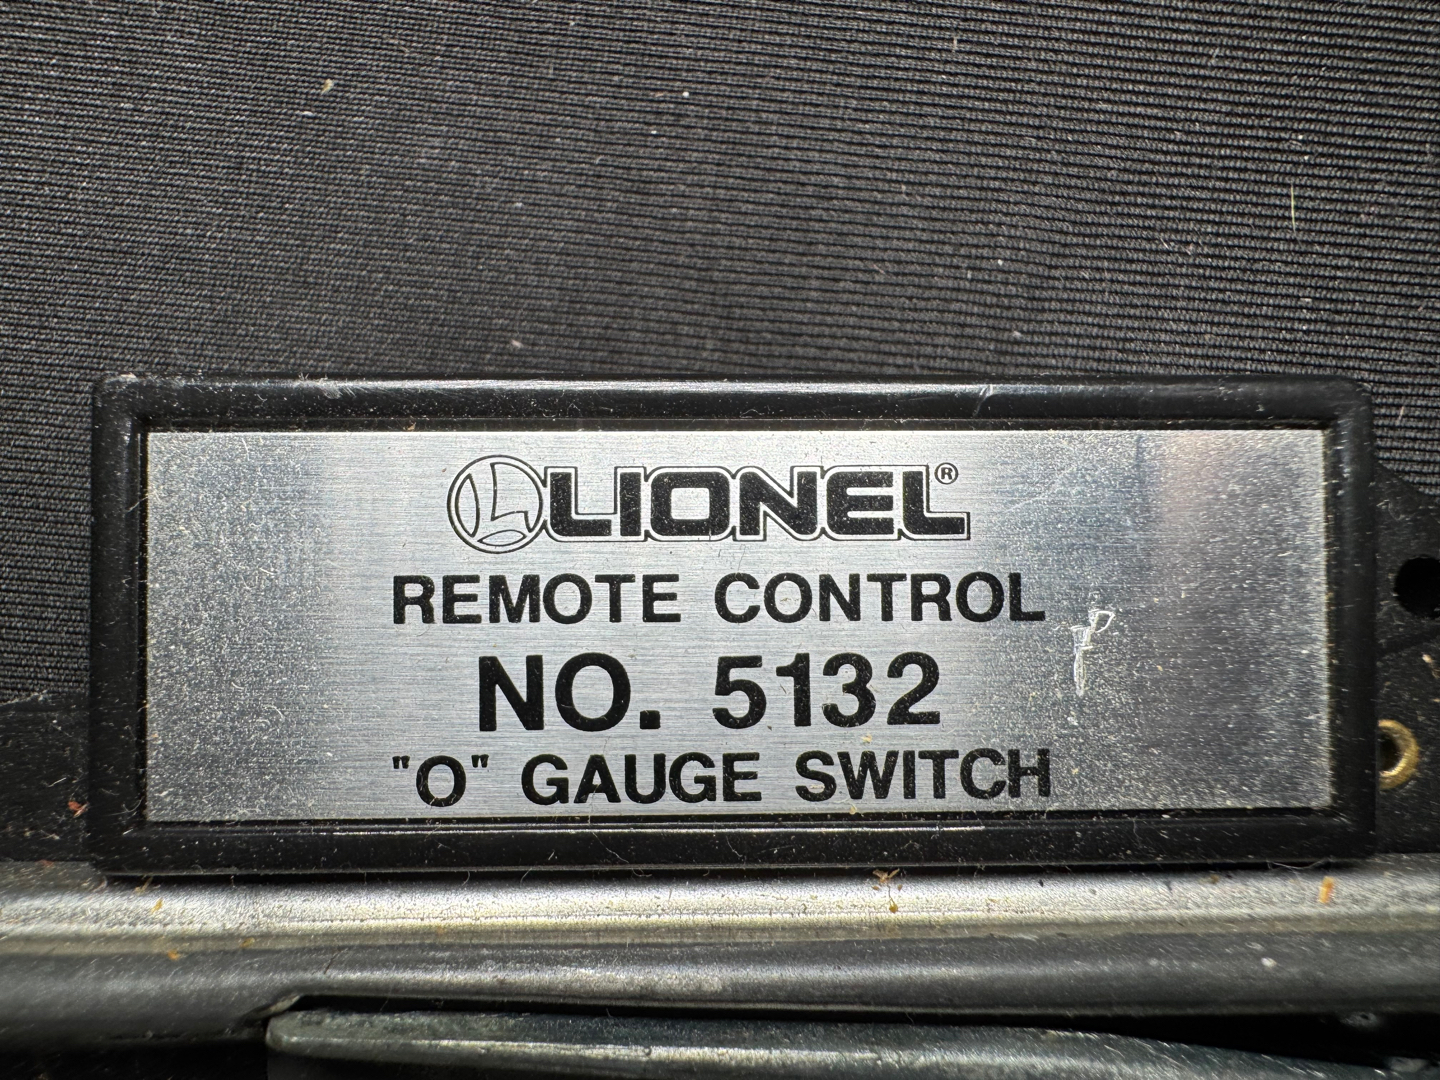 LIONEL®
REMOTE CONTROL
NO. 5132
"O" GAUGE SWITCH